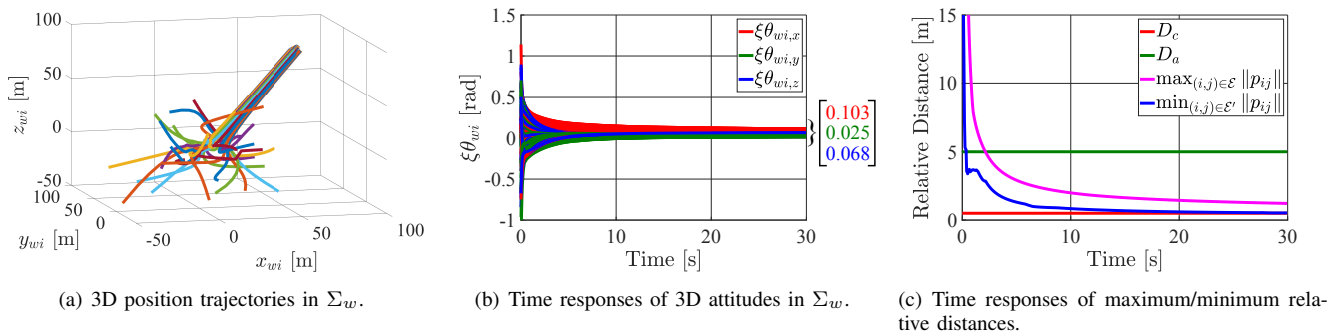 100
50
0
-50
z_{wi} [m]
100
50
0
y_{wi} [m]
-50
0
50
100
x_{wi} [m]
(a) 3D position trajectories in Σ_w.
1.5
1
0.5
0
-0.5
-1
ξθ_{wi} [rad]
ξθ_{wi,x}
ξθ_{wi,y}
ξθ_{wi,z}
0.103
0.025
0.068
0
10
20
30
Time [s]
(b) Time responses of 3D attitudes in Σ_w.
15
10
5
0
Relative Distance [m]
D_c
D_a
max_{(i,j)∈ℰ} ‖p_{ij}‖
min_{(i,j)∈ℰ′} ‖p_{ij}‖
0
10
20
30
Time [s]
(c) Time responses of maximum/minimum rela-
tive distances.